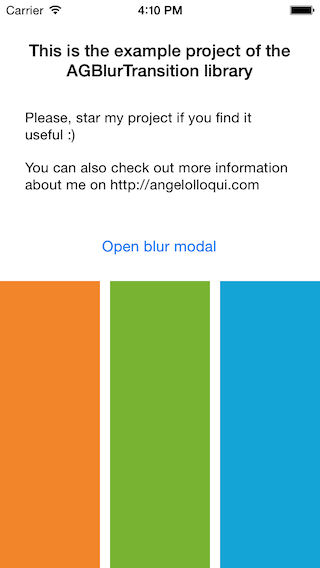 Carrier 4:10 PM
This is the example project of the
AGBlurTransition library
Please, star my project if you find it
useful :)
You can also check out more information
about me on http://angelolloqui.com
Open blur modal